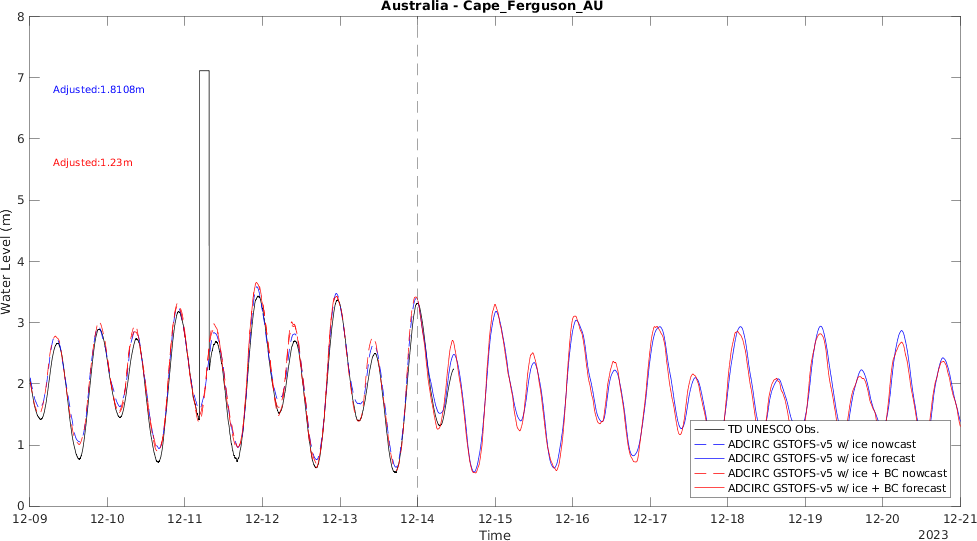 Australia - Cape_Ferguson_AU
8
7
6
5
4
3
2
1
0
Water Level (m)
Adjusted:1.8108m
Adjusted:1.23m
TD UNESCO Obs.
ADCIRC GSTOFS-v5 w/ ice nowcast
ADCIRC GSTOFS-v5 w/ ice forecast
ADCIRC GSTOFS-v5 w/ ice + BC nowcast
ADCIRC GSTOFS-v5 w/ ice + BC forecast
12-09 12-10 12-11 12-12 12-13 12-14 12-15 12-16 12-17 12-18 12-19 12-20 12-21
Time
2023